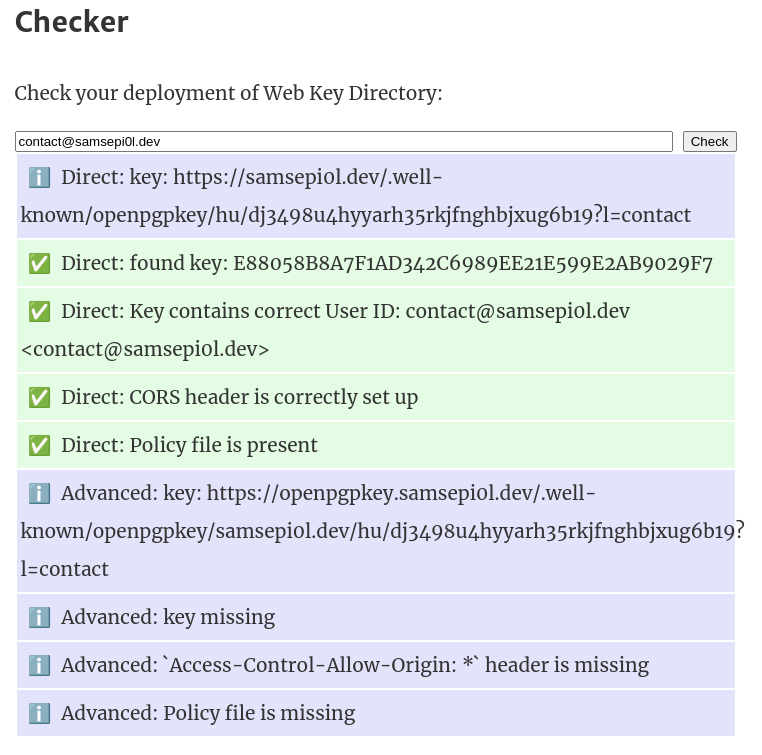 Checker
Check your deployment of Web Key Directory:
contact@samsepi0l.dev Check
ℹ️ Direct: key: https://samsepi0l.dev/.well-
known/openpgpkey/hu/dj3498u4hyyarh35rkjfnghbjxug6b19?l=contact
✅ Direct: found key: E88058B8A7F1AD342C6989EE21E599E2AB9029F7
✅ Direct: Key contains correct User ID: contact@samsepi0l.dev
<contact@samsepi0l.dev>
✅ Direct: CORS header is correctly set up
✅ Direct: Policy file is present
ℹ️ Advanced: key: https://openpgpkey.samsepi0l.dev/.well-
known/openpgpkey/samsepi0l.dev/hu/dj3498u4hyyarh35rkjfnghbjxug6b19?
l=contact
ℹ️ Advanced: key missing
ℹ️ Advanced: `Access-Control-Allow-Origin: *` header is missing
ℹ️ Advanced: Policy file is missing